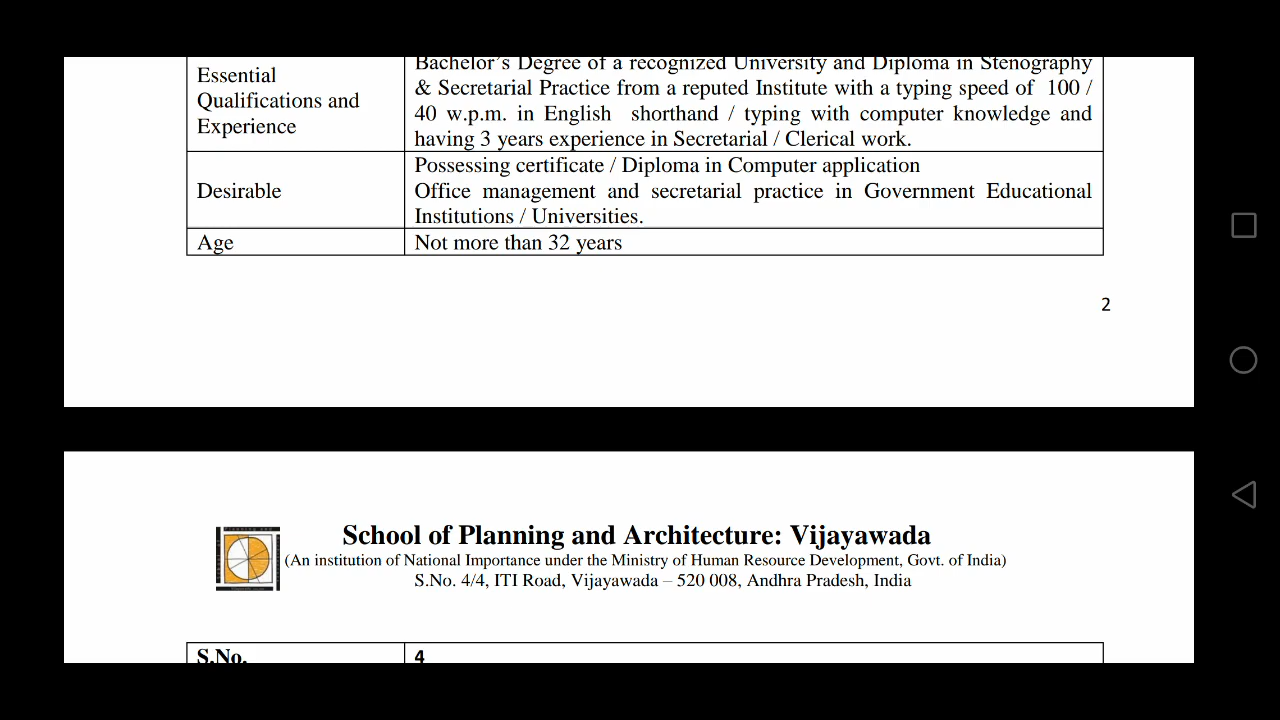 Essential
Qualifications and
Experience
Bachelor's Degree of a recognized University and Diploma in Stenography
& Secretarial Practice from a reputed Institute with a typing speed of 100 /
40 w.p.m. in English shorthand / typing with computer knowledge and
having 3 years experience in Secretarial / Clerical work.
Desirable
Possessing certificate / Diploma in Computer application
Office management and secretarial practice in Government Educational
Institutions / Universities.
Age
Not more than 32 years
2
School of Planning and Architecture: Vijayawada
(An institution of National Importance under the Ministry of Human Resource Development, Govt. of India)
S.No. 4/4, ITI Road, Vijayawada – 520 008, Andhra Pradesh, India
S.No.
4